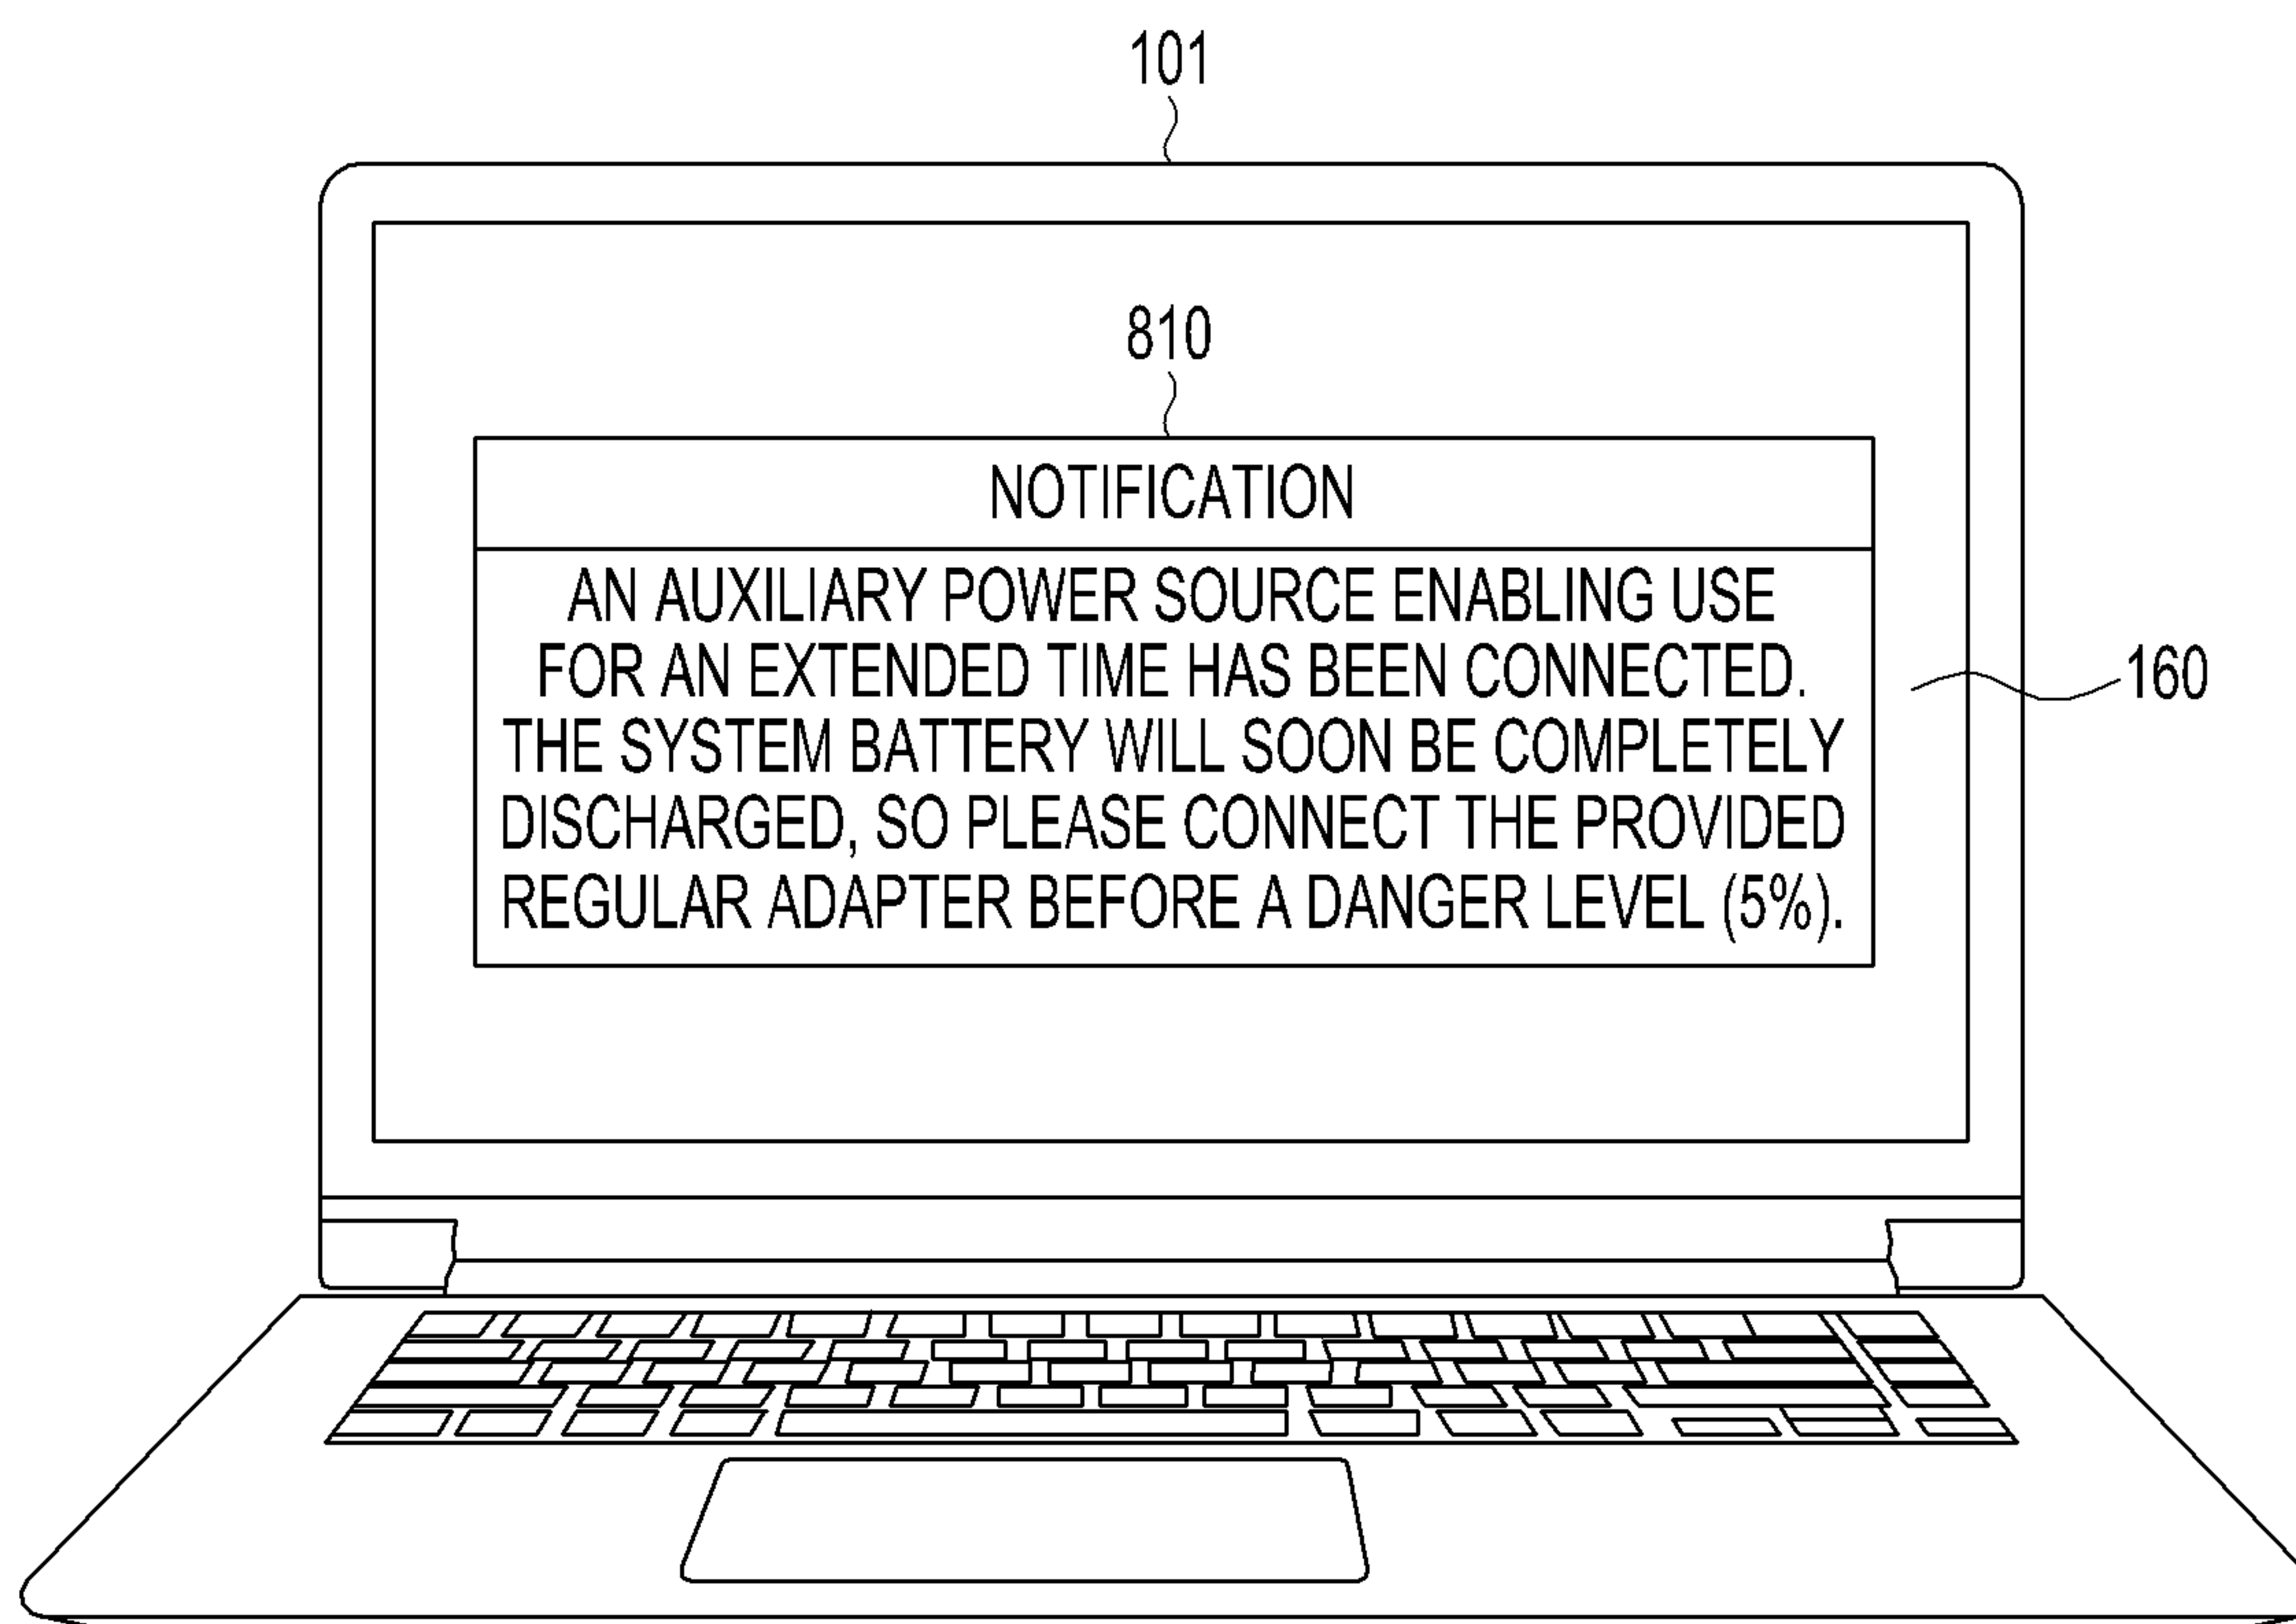 101
810
NOTIFICATION
AN AUXILIARY POWER SOURCE ENABLING USE
FOR AN EXTENDED TIME HAS BEEN CONNECTED.
THE SYSTEM BATTERY WILL SOON BE COMPLETELY
DISCHARGED, SO PLEASE CONNECT THE PROVIDED
REGULAR ADAPTER BEFORE A DANGER LEVEL (5%).
160